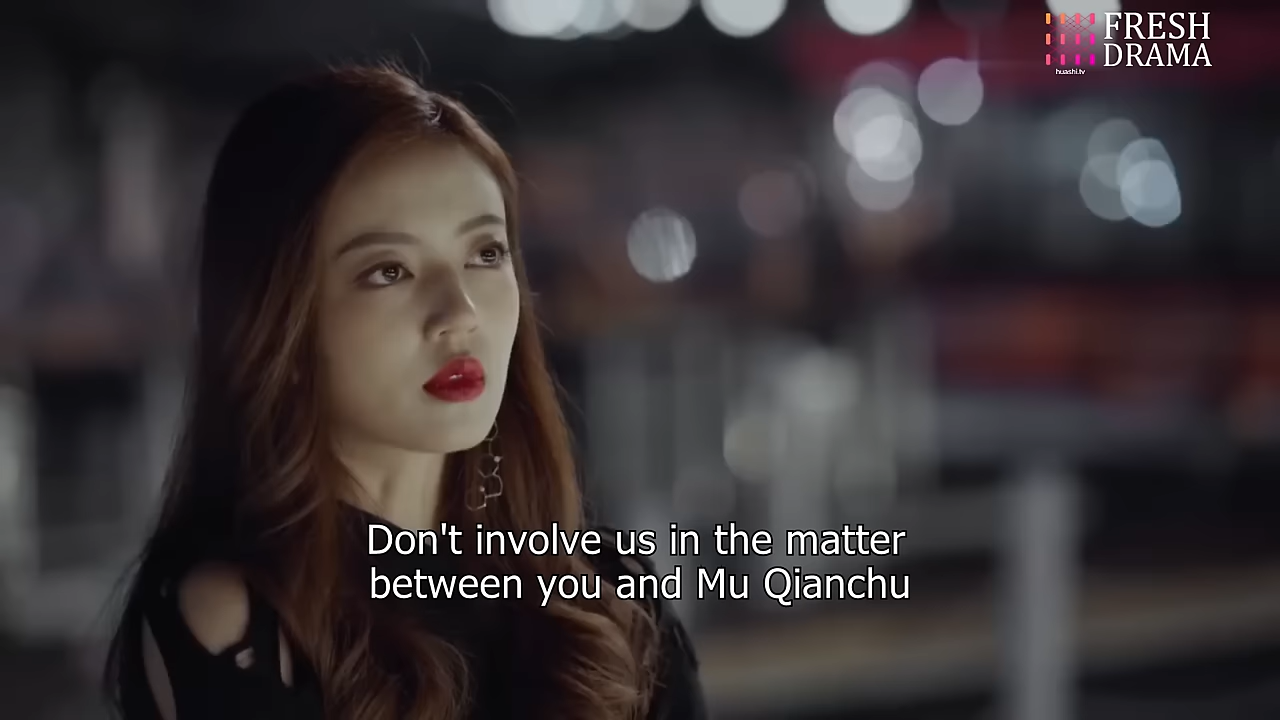 FRESH
DRAMA
huashi.tv
Don't involve us in the matter
between you and Mu Qianchu